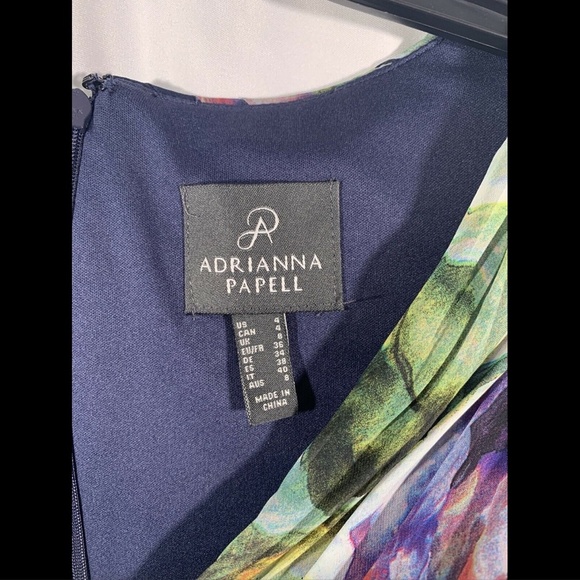 ADRIANNA
PAPELL
US 4
CAN 4
UK 8
EU/FR 36
DE 34
ES 38
IT 40
AUS 8
MADE IN
CHINA